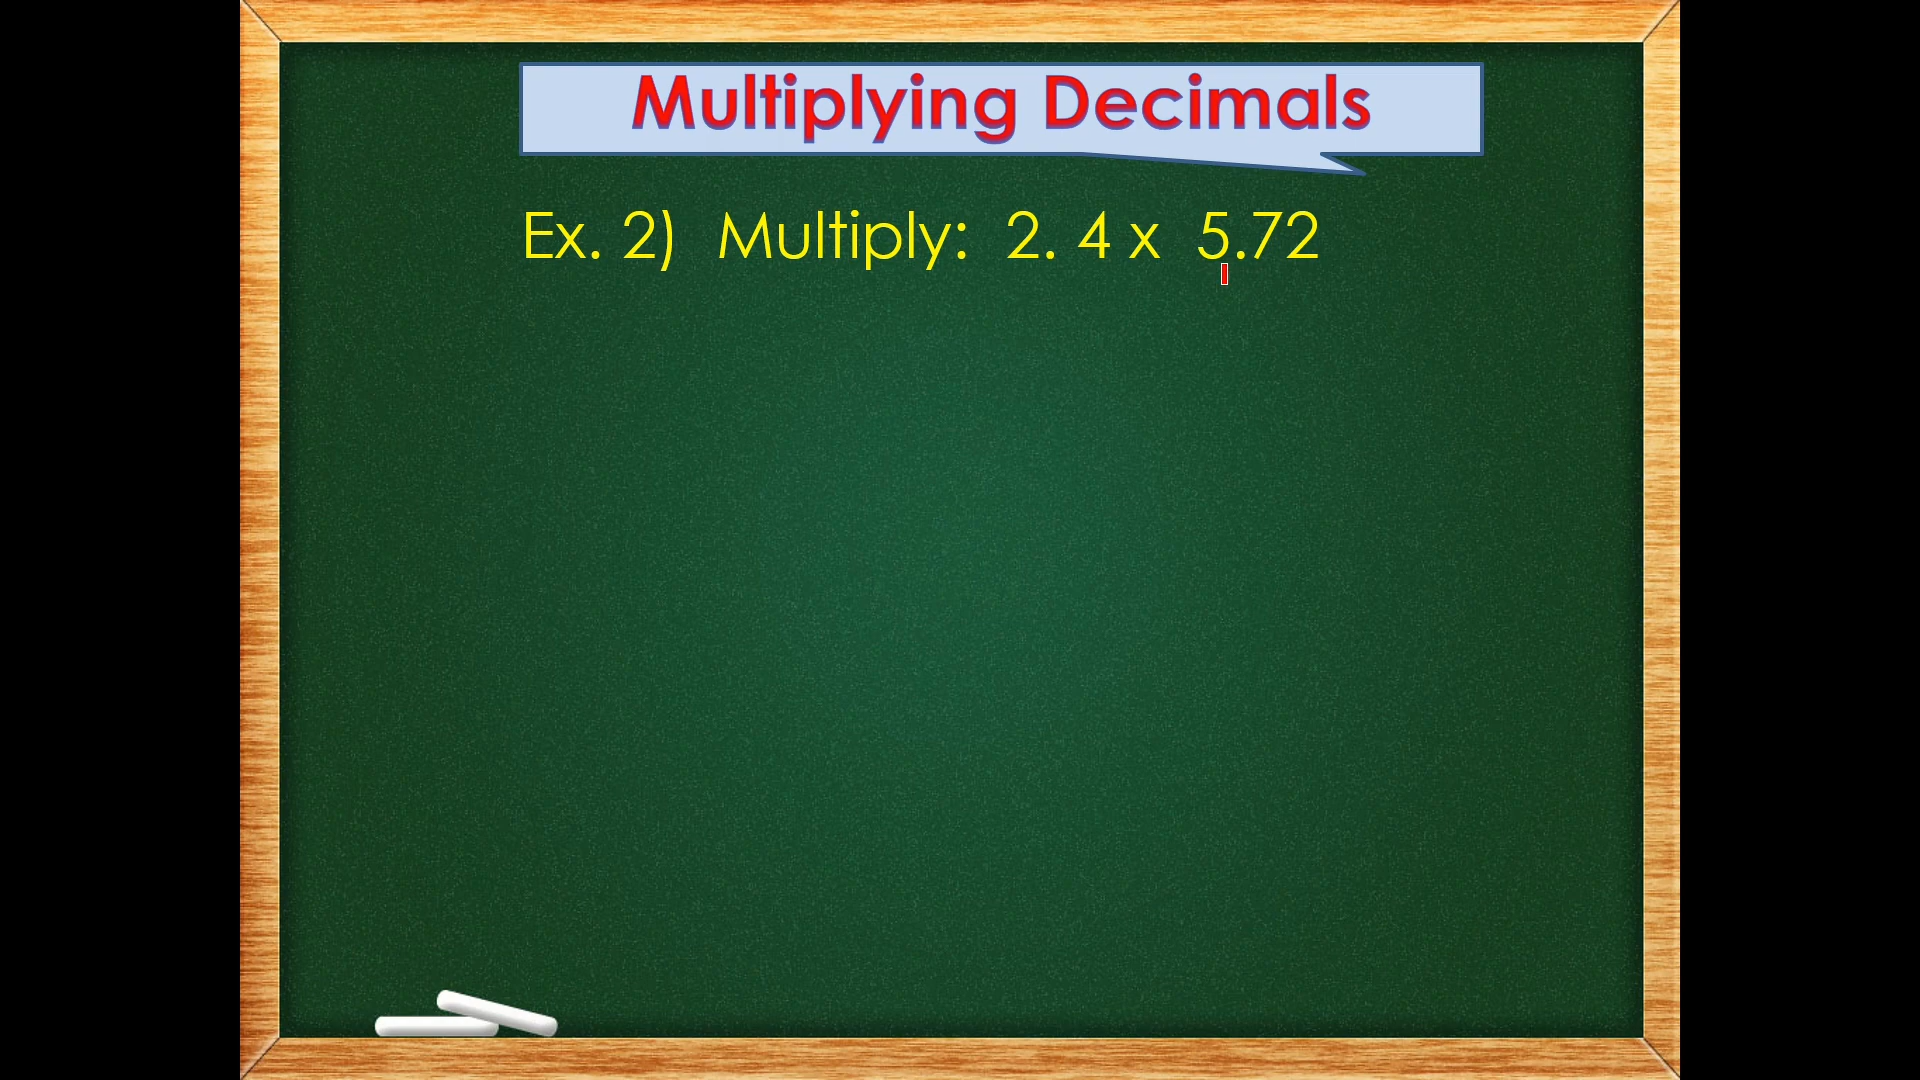 Multiplying Decimals
Ex. 2) Multiply: 2. 4 x 5.72